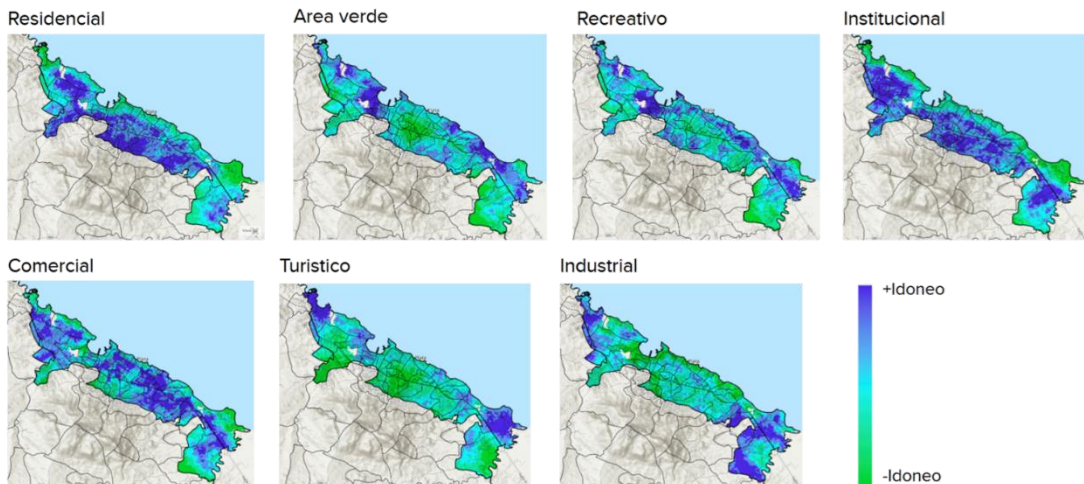 Residencial
Area verde
Recreativo
Institucional
Comercial
Turistico
Industrial
+Idoneo
-Idoneo